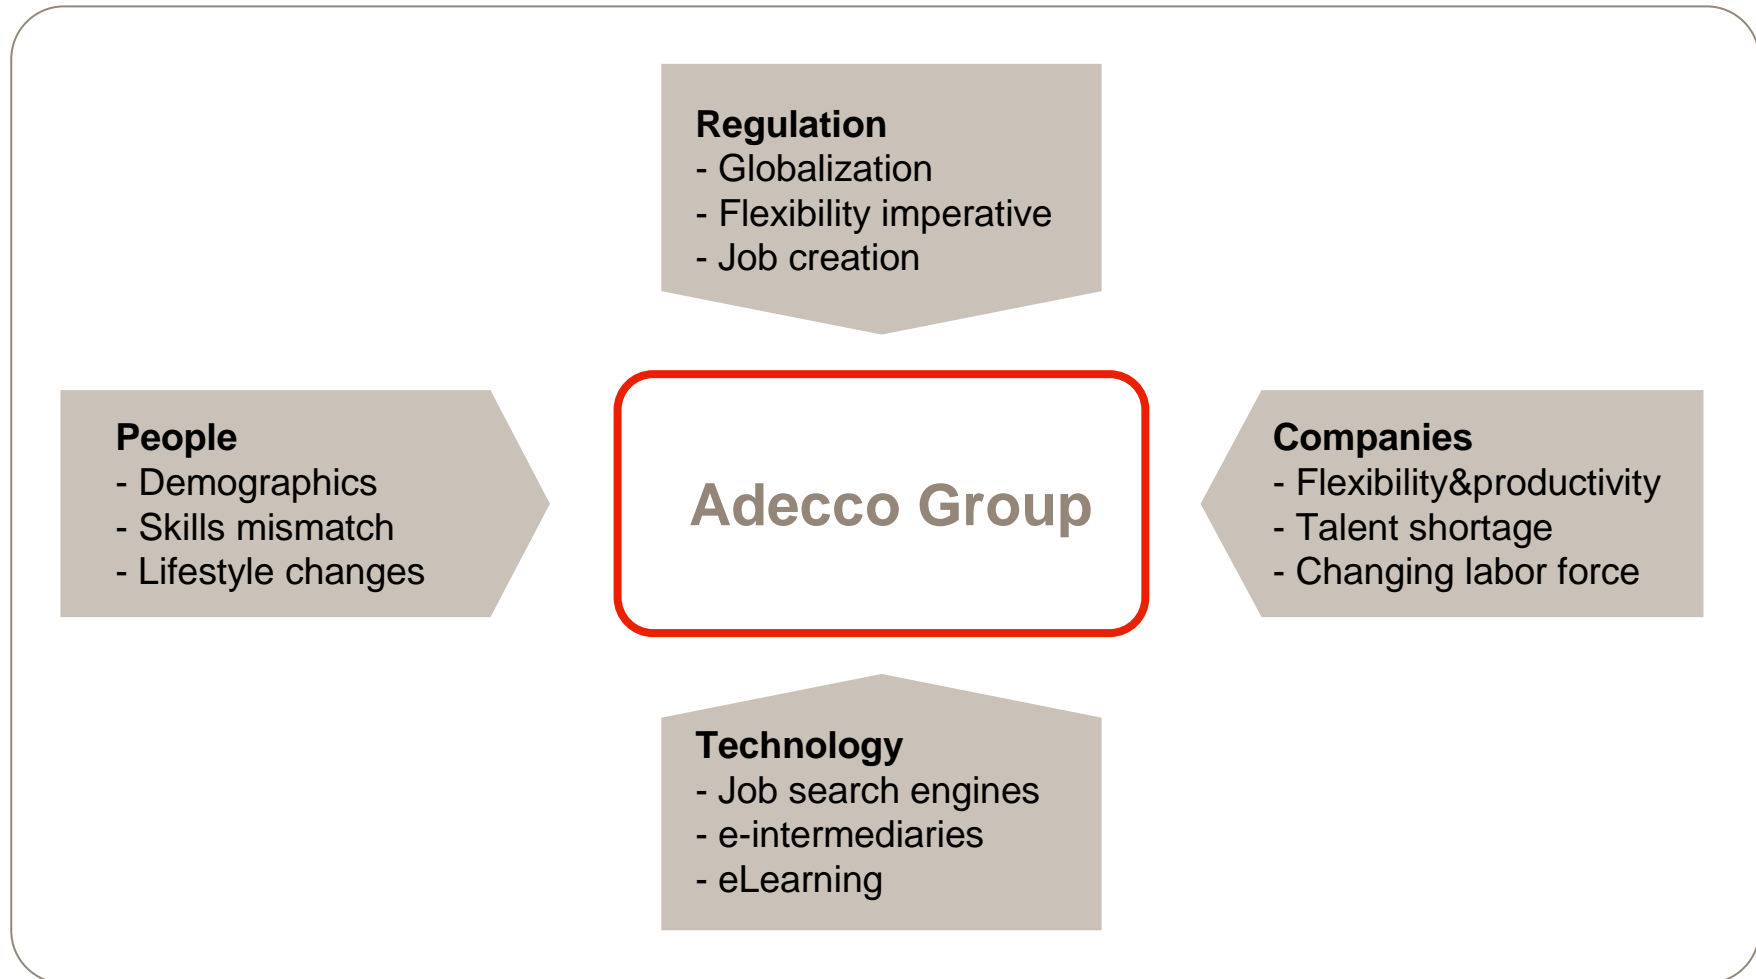 Regulation
- Globalization
- Flexibility imperative
- Job creation
People
- Demographics
- Skills mismatch
- Lifestyle changes
Adecco Group
Companies
- Flexibility&productivity
- Talent shortage
- Changing labor force
Technology
- Job search engines
- e-intermediaries
- eLearning